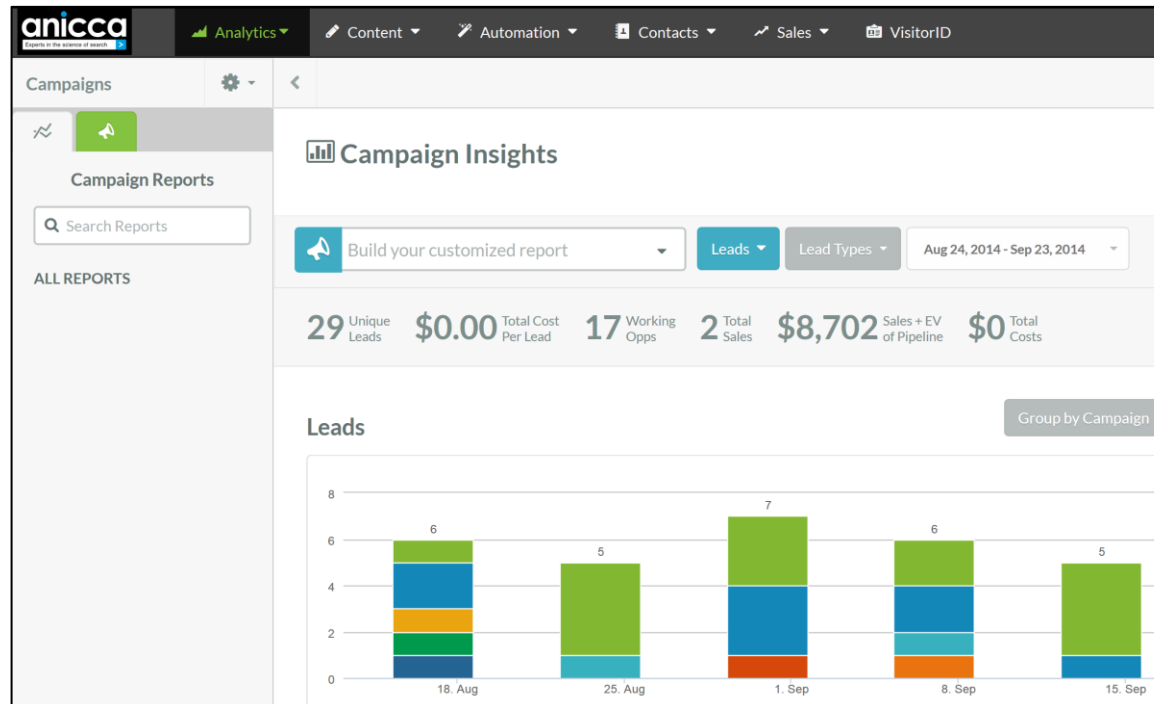 anicca
Experts in the science of search
Analytics
Content
Automation
Contacts
Sales
VisitorID
Campaigns
Campaign Reports
Search Reports
ALL REPORTS
Campaign Insights
Build your customized report
Leads
Lead Types
Aug 24, 2014 - Sep 23, 2014
29 Unique Leads
$0.00 Total Cost Per Lead
17 Working Opps
2 Total Sales
$8,702 Sales + EV of Pipeline
$0 Total Costs
Leads
Group by Campaign
8
6
4
2
0
6
5
7
6
5
18. Aug
25. Aug
1. Sep
8. Sep
15. Sep